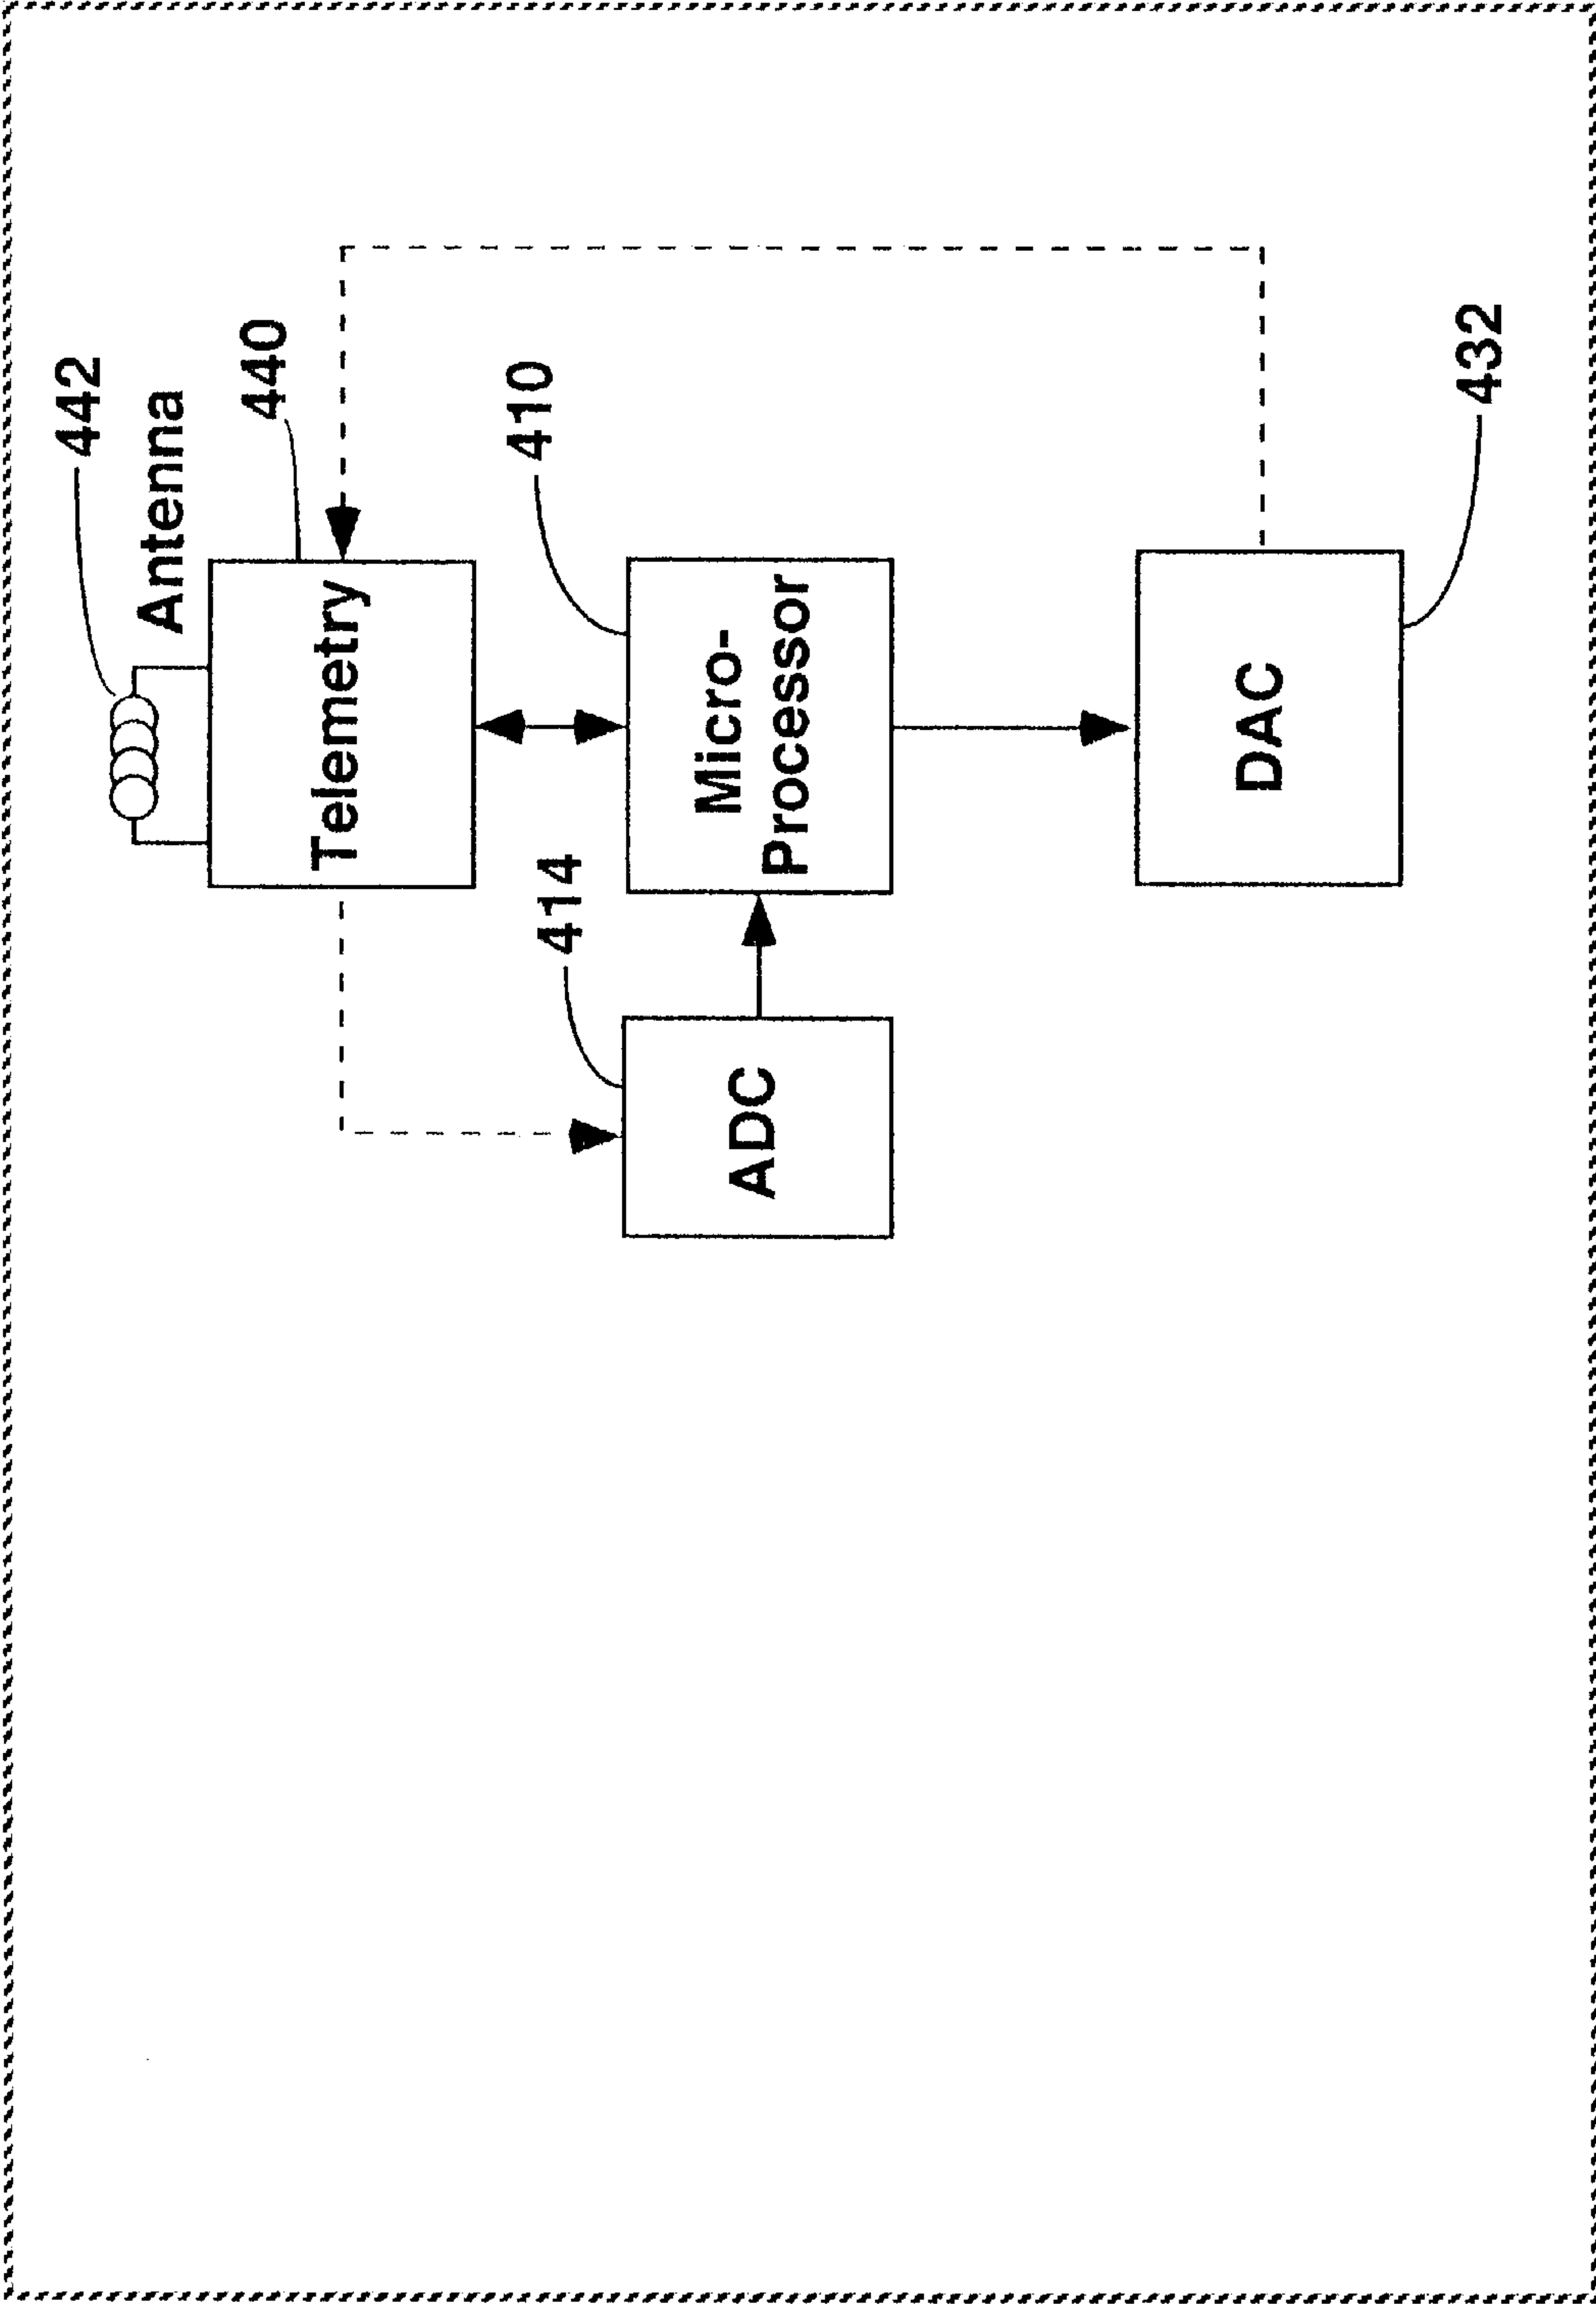 442
Antenna
440
Telemetry
410
Micro-
Processor
414
ADC
DAC
432